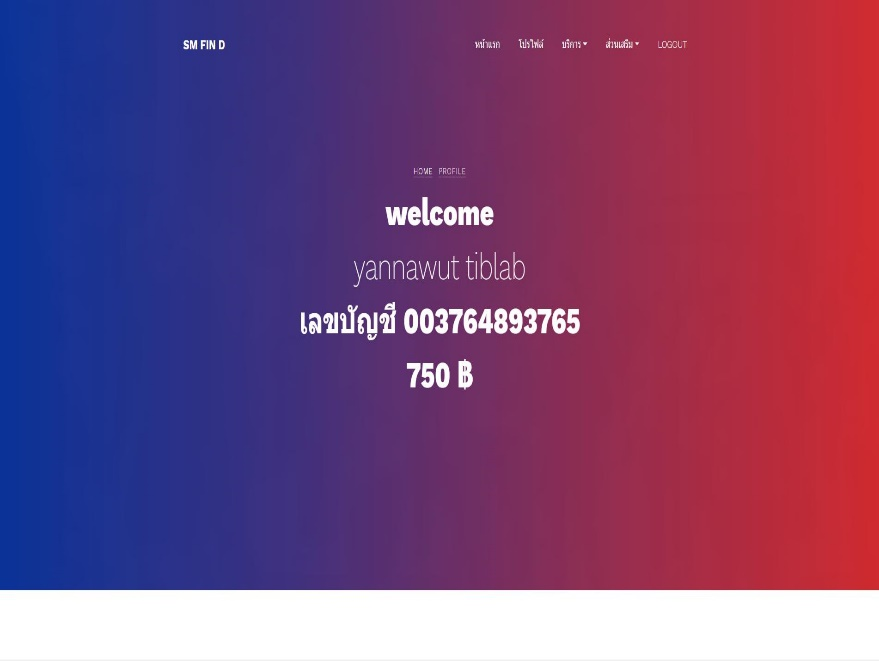 SM FIN D
หน้าแรก โปรไฟล์ บริการ ส่วนเสริม LOGOUT
HOME PROFILE
welcome
yannawut tiblab
เลขบัญชี 003764893765
750 ฿